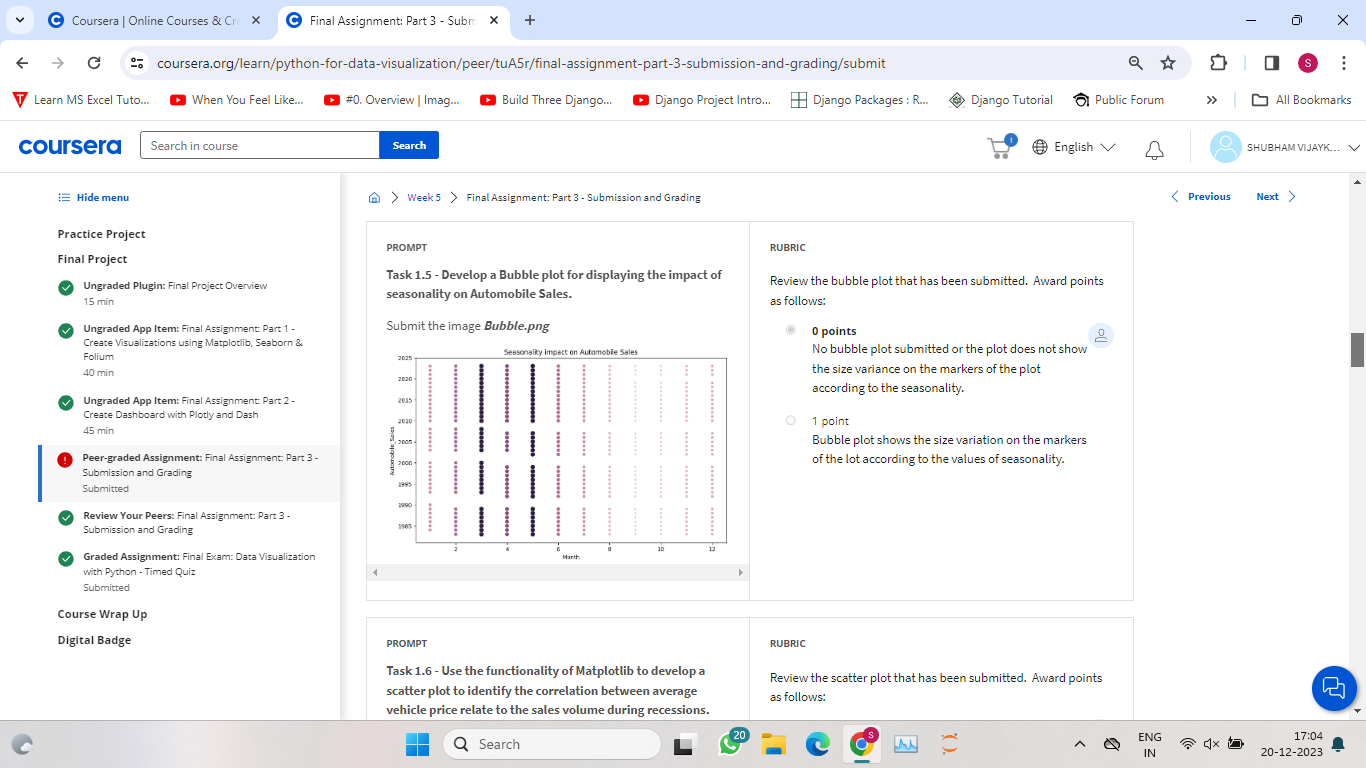 Coursera | Online Courses & Cr
Final Assignment: Part 3 - Subm
coursera.org/learn/python-for-data-visualization/peer/tuA5r/final-assignment-part-3-submission-and-grading/submit
S
Learn MS Excel Tuto...
When You Feel Like...
#0. Overview | Imag...
Build Three Django...
Django Project Intro...
Django Packages : R...
Django Tutorial
Public Forum
All Bookmarks
coursera
Search in course
Search
1
English
SHUBHAM VIJAYK...
Hide menu
Practice Project
Final Project
Ungraded Plugin: Final Project Overview
15 min
Ungraded App Item: Final Assignment: Part 1 -
Create Visualizations using Matplotlib, Seaborn &
Folium
40 min
Ungraded App Item: Final Assignment: Part 2 -
Create Dashboard with Plotly and Dash
45 min
Peer-graded Assignment: Final Assignment: Part 3 -
Submission and Grading
Submitted
Review Your Peers: Final Assignment: Part 3 -
Submission and Grading
Graded Assignment: Final Exam: Data Visualization
with Python - Timed Quiz
Submitted
Course Wrap Up
Digital Badge
Week 5
Final Assignment: Part 3 - Submission and Grading
Previous
Next
PROMPT
Task 1.5 - Develop a Bubble plot for displaying the impact of
seasonality on Automobile Sales.
Submit the image Bubble.png
Seasonality impact on Automobile Sales
2025
2020
2015
2010
2005
2000
1995
1990
1985
Automobile_Sales
2 4 6 8 10 12
Month
RUBRIC
Review the bubble plot that has been submitted. Award points
as follows:
0 points
No bubble plot submitted or the plot does not show
the size variance on the markers of the plot
according to the seasonality.
1 point
Bubble plot shows the size variation on the markers
of the lot according to the values of seasonality.
PROMPT
Task 1.6 - Use the functionality of Matplotlib to develop a
scatter plot to identify the correlation between average
vehicle price relate to the sales volume during recessions.
RUBRIC
Review the scatter plot that has been submitted. Award points
as follows:
Search
20
S
ENG
IN
17:04
20-12-2023